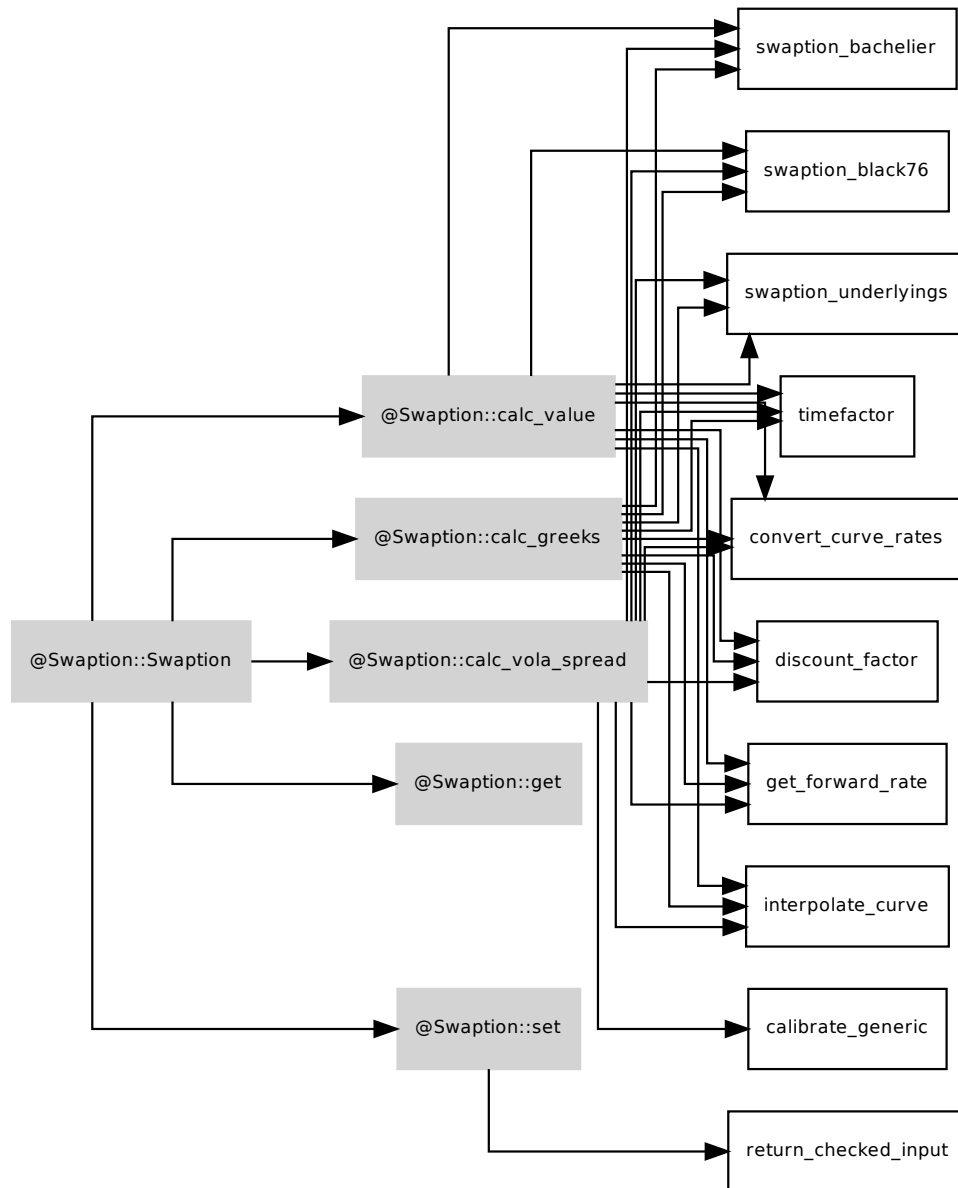 swaption_bachelier
swaption_black76
swaption_underlyings
@Swaption::calc_value
timefactor
@Swaption::calc_greeks
convert_curve_rates
@Swaption::Swaption
@Swaption::calc_vola_spread
discount_factor
@Swaption::get
get_forward_rate
interpolate_curve
@Swaption::set
calibrate_generic
return_checked_input